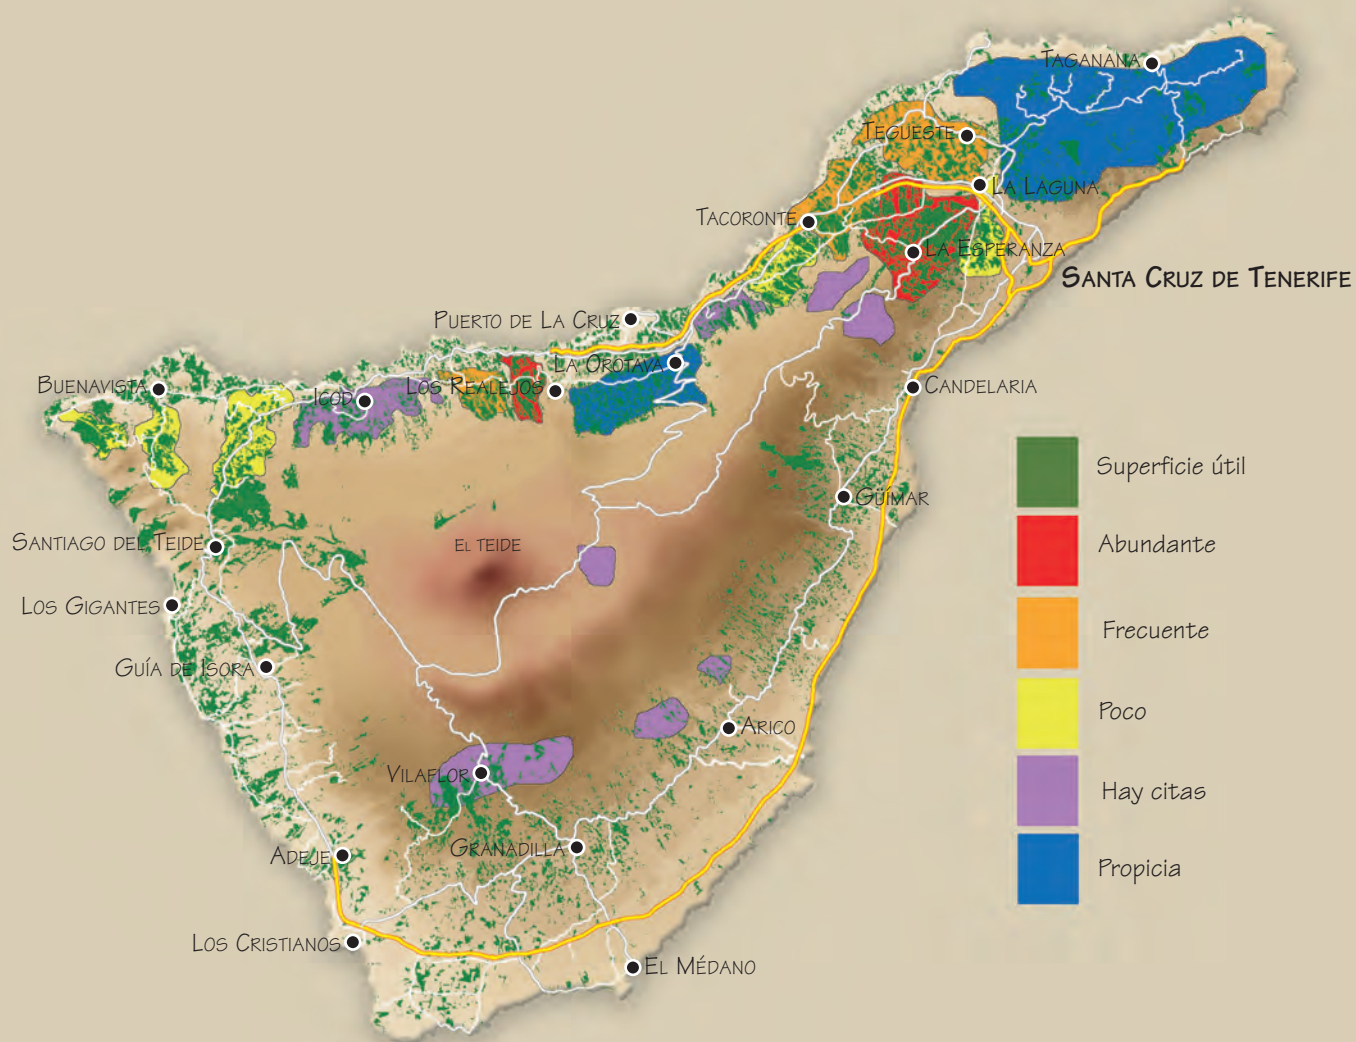 Taganana
Tegueste
La Laguna
Tacoronte
La Esperanza
Santa Cruz de Tenerife
Puerto de La Cruz
La Orotava
Buenavista
Icod
Los Realejos
Candelaria
Superficie útil
Güímar
Santiago del Teide
El Teide
Abundante
Los Gigantes
Frecuente
Guía de Isora
Poco
Arico
Vilaflor
Hay citas
Adeje
Granadilla
Propicia
Los Cristianos
El Médano